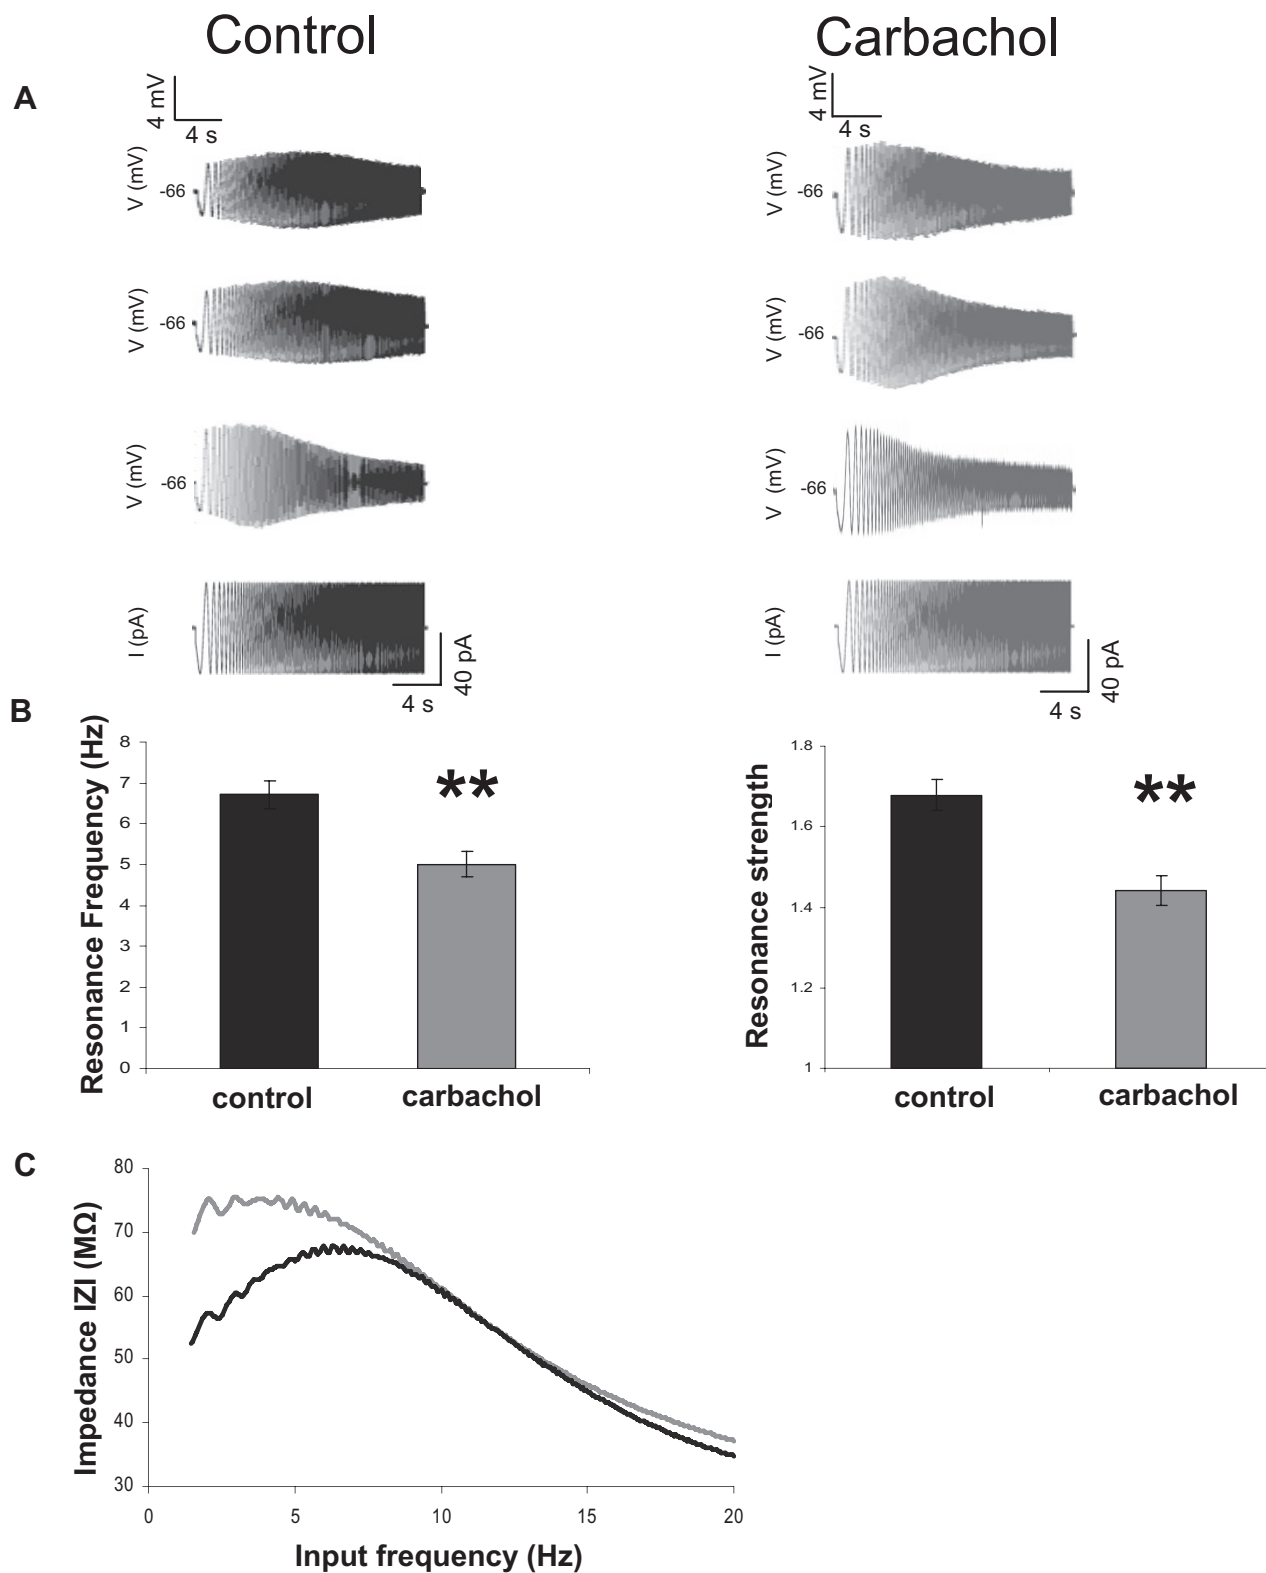 Control
Carbachol
A
4 mV
4 s
4 mV
4 s
V (mV)
-66
V (mV)
-66
V (mV)
-66
V (mV)
-66
V (mV)
-66
V (mV)
-66
I (pA)
40 pA
4 s
I (pA)
40 pA
4 s
B
Resonance Frequency (Hz)
8
7
6
5
4
3
2
1
0
**
control
carbachol
Resonance strength
1.8
1.6
1.4
1.2
1
**
control
carbachol
C
Impedance IZI (MΩ)
80
70
60
50
40
30
0
5
10
15
20
Input frequency (Hz)